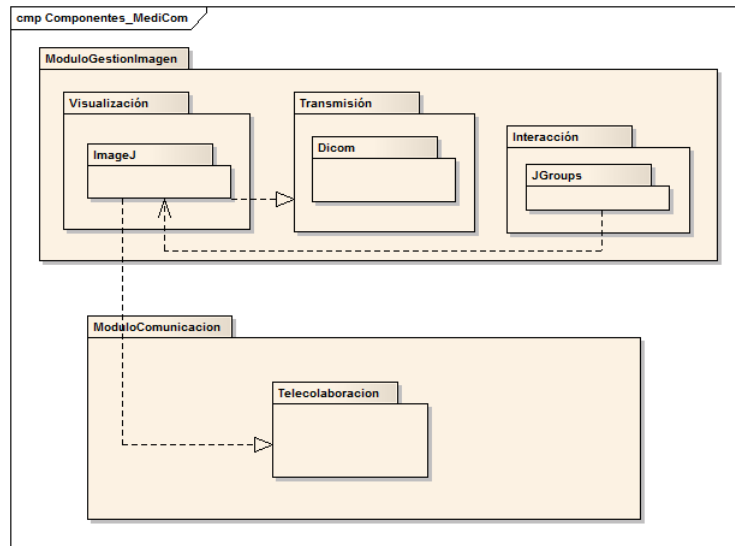 cmp Componentes_MediCom
ModuloGestionImagen
Visualización
Transmisión
Interacción
ImageJ
Dicom
JGroups
ModuloComunicacion
Telecolaboracion